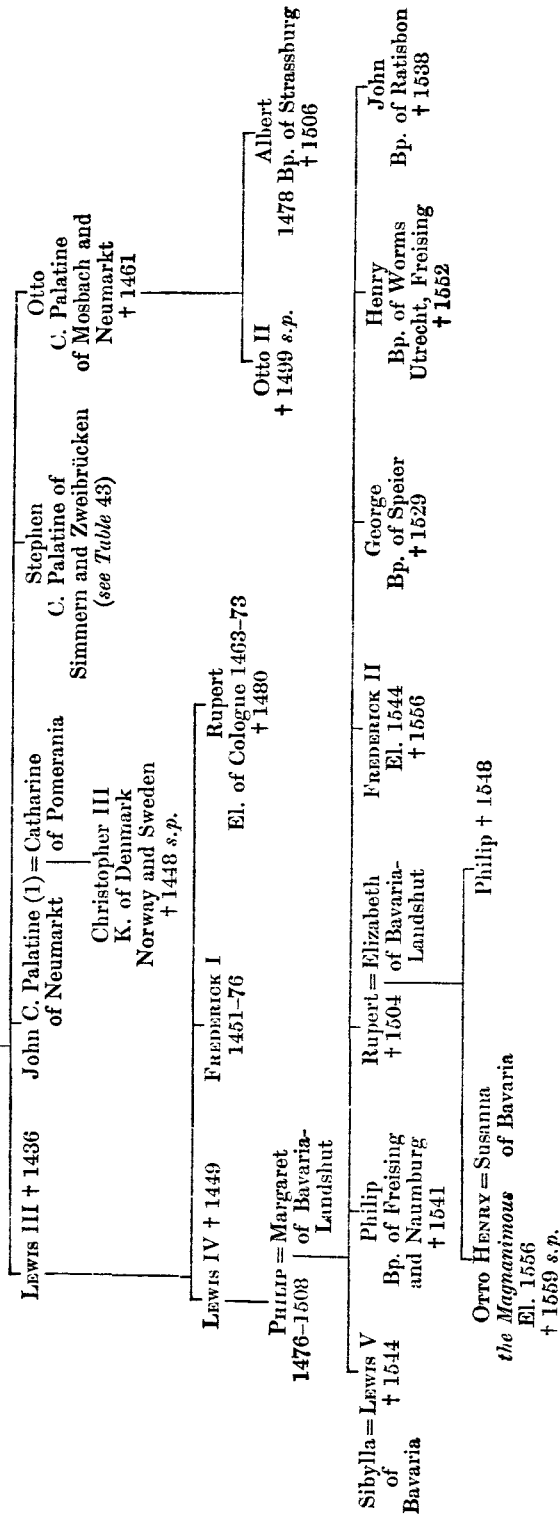 LEWIS III † 1436
John C. Palatine (1) = Catharine
of Neumarkt
of Pomerania
Christopher III
K. of Denmark
Norway and Sweden
† 1448 s.p.
Stephen
C. Palatine of
Simmern and Zweibrücken
(see Table 43)
Otto
C. Palatine
of Mosbach and
Neumarkt
† 1461
LEWIS IV † 1449
FREDERICK I
1451–76
Rupert
El. of Cologne 1463–73
† 1480
Otto II
† 1499 s.p.
Albert
1478 Bp. of Strassburg
† 1506
PHILIP = Margaret
1476–1508
of Bavaria-
Landshut
Sibylla = LEWIS V
of
Bavaria
† 1544
Philip
Bp. of Freising
and Naumburg
† 1541
Rupert = Elizabeth
† 1504
of Bavaria-
Landshut
FREDERICK II
El. 1544
† 1556
George
Bp. of Speier
† 1529
Henry
Bp. of Worms
Utrecht, Freising
† 1552
John
Bp. of Ratisbon
† 1538
OTTO HENRY = Susanna
the Magnanimous of Bavaria
El. 1556
† 1559 s.p.
Philip † 1548